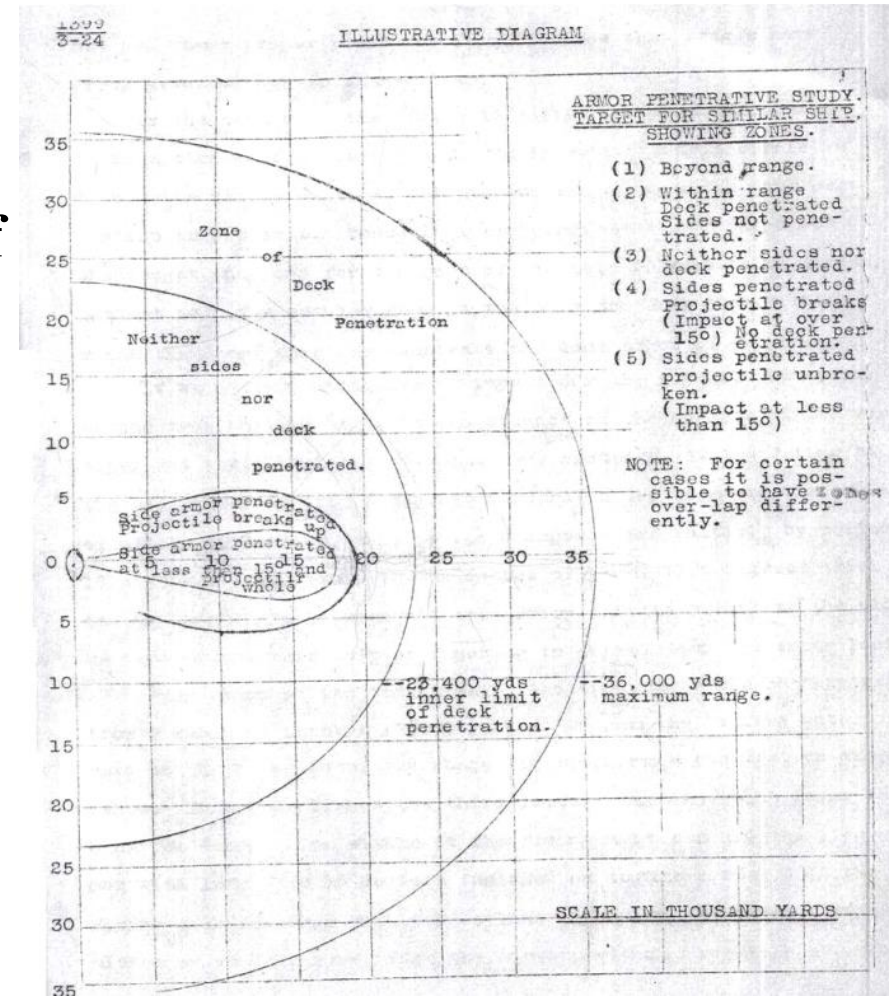 1399
3-24
ILLUSTRATIVE DIAGRAM
ARMOR PENETRATIVE STUDY.
TARGET FOR SIMILAR SHIP.
SHOWING ZONES.
(1) Beyond range.
(2) Within range
Deck penetrated
Sides not pene-
trated.
(3) Neither sides nor
deck penetrated.
(4) Sides penetrated
Projectile breaks
(Impact at over
15°) No deck pen-
etration.
(5) Sides penetrated
projectile unbro-
ken.
(Impact at less
than 15°)
NOTE: For certain
cases it is pos-
sible to have zones
over-lap differ-
ently.
35
30
25
20
15
10
5
0
5
10
15
20
25
30
35
Zone
of
Deck
Penetration
Neither
sides
nor
deck
penetrated.
Side armor penetrated
Projectile breaks up
Side armor penetrated
at less than 15° and
projectilr
whole
5
10
15
20
25
30
35
--23,400 yds
inner limit
of deck
penetration.
--36,000 yds
maximum range.
SCALE IN THOUSAND YARDS